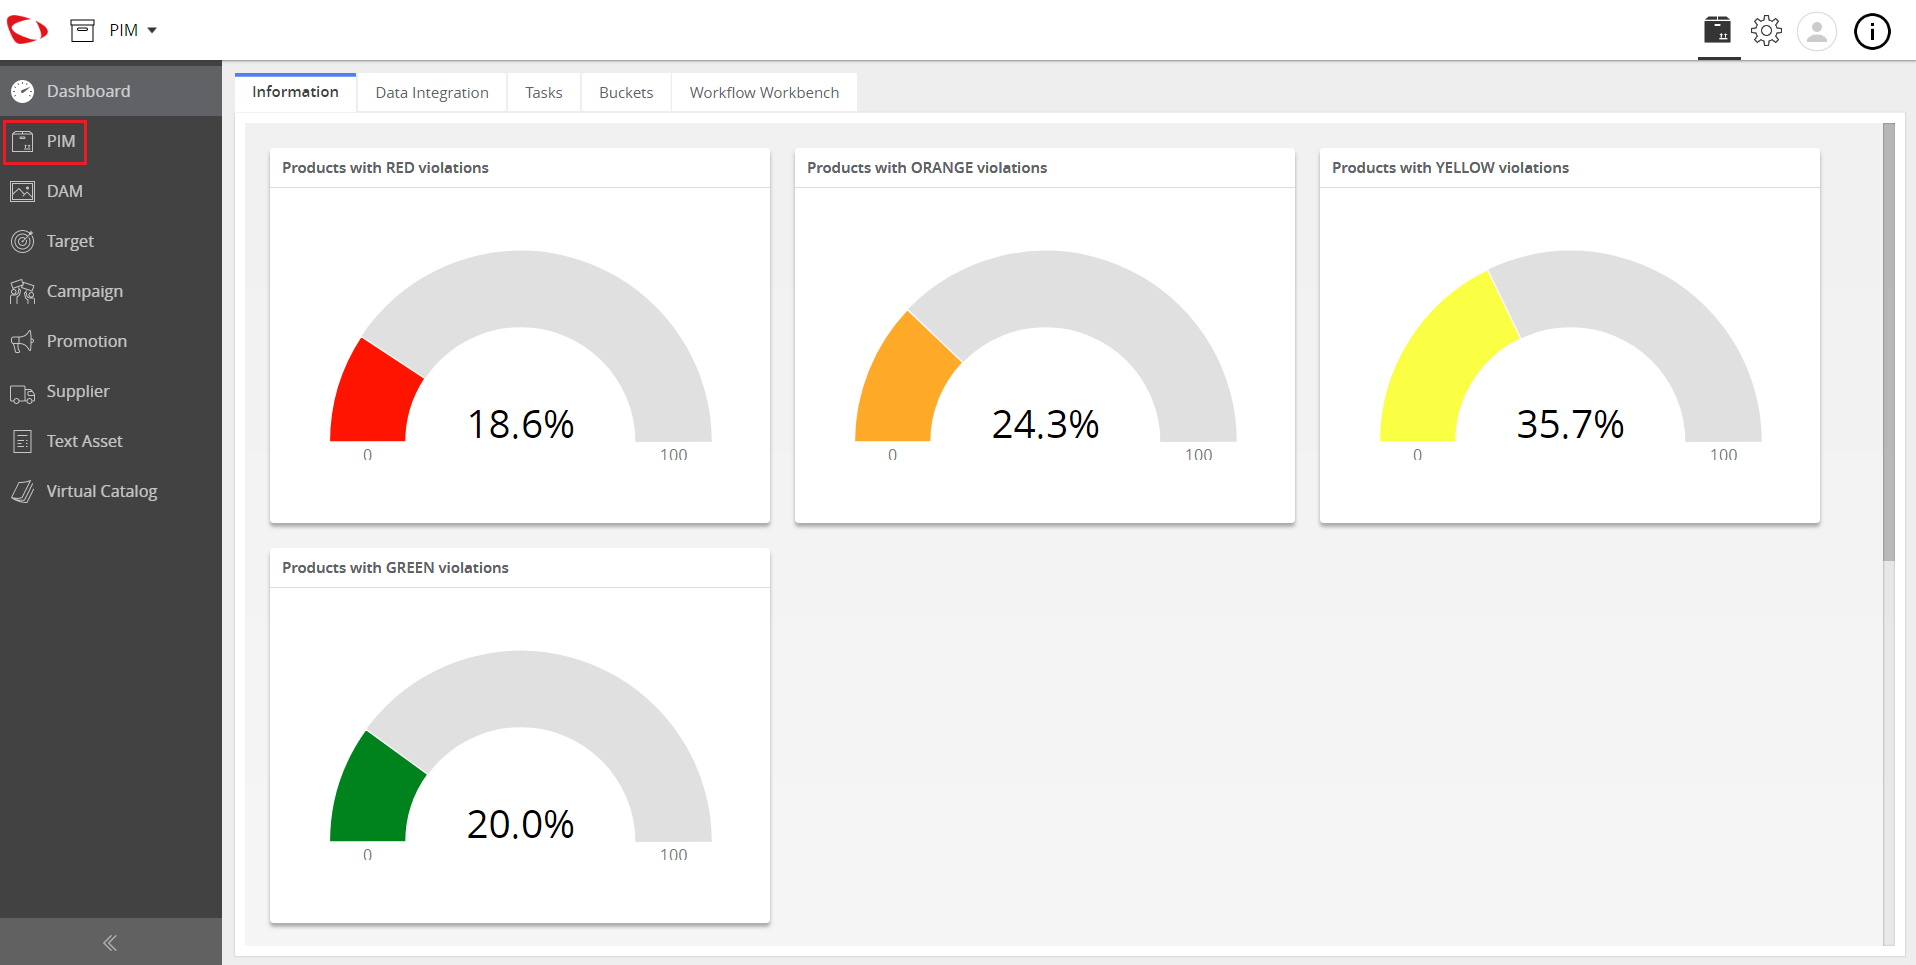 PIM
Dashboard
PIM
DAM
Target
Campaign
Promotion
Supplier
Text Asset
Virtual Catalog
Information
Data Integration
Tasks
Buckets
Workflow Workbench
Products with RED violations
18.6%
0
100
Products with ORANGE violations
24.3%
0
100
Products with YELLOW violations
35.7%
0
100
Products with GREEN violations
20.0%
0
100